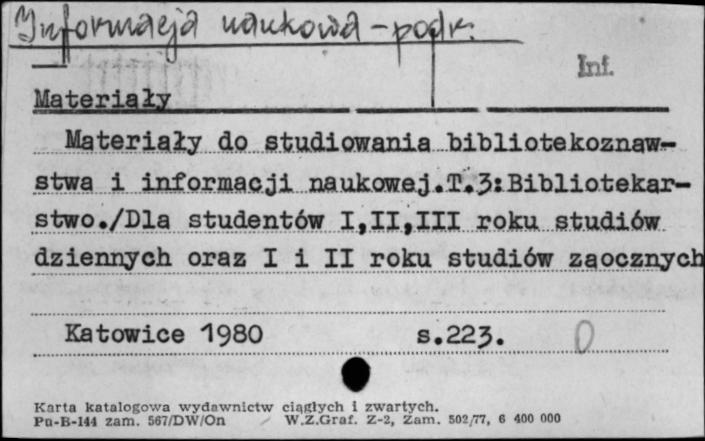 Informacja naukowa - podr.
Inf.
Materiały
Materiały do studiowania bibliotekoznaw-
stwa i informacji naukowej.T.3:Bibliotekar-
stwo./Dla studentów I,II,III roku studiów
dziennych oraz I i II roku studiów zaocznych
Katowice 1980 s.223.
0
Karta katalogowa wydawnictw ciągłych i zwartych.
Pu-B-144 zam. 567/DW/On W.Z.Graf. Z-2, Zam. 502/77, 6 400 000